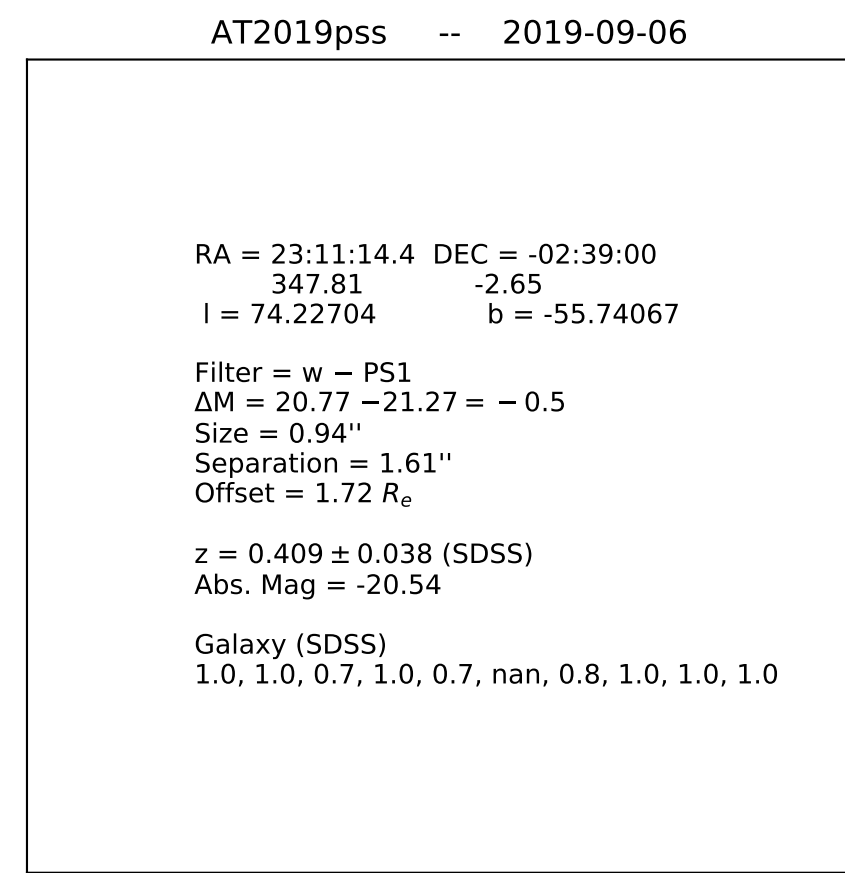 AT2019pss -- 2019-09-06
RA = 23:11:14.4 DEC = -02:39:00
347.81 -2.65
l = 74.22704 b = -55.74067
Filter = w − PS1
ΔM = 20.77 −21.27 = − 0.5
Size = 0.94''
Separation = 1.61''
Offset = 1.72 Rₑ
z = 0.409 ± 0.038 (SDSS)
Abs. Mag = -20.54
Galaxy (SDSS)
1.0, 1.0, 0.7, 1.0, 0.7, nan, 0.8, 1.0, 1.0, 1.0